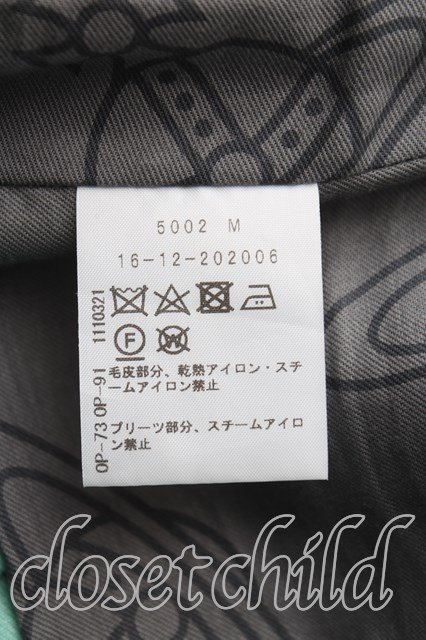 5002 M
16-12-202006
F
W
毛皮部分、乾熱アイロン・スチ
ームアイロン禁止
プリーツ部分、スチームアイロ
ン禁止
OP-73 OP-91 1110321
closetchild